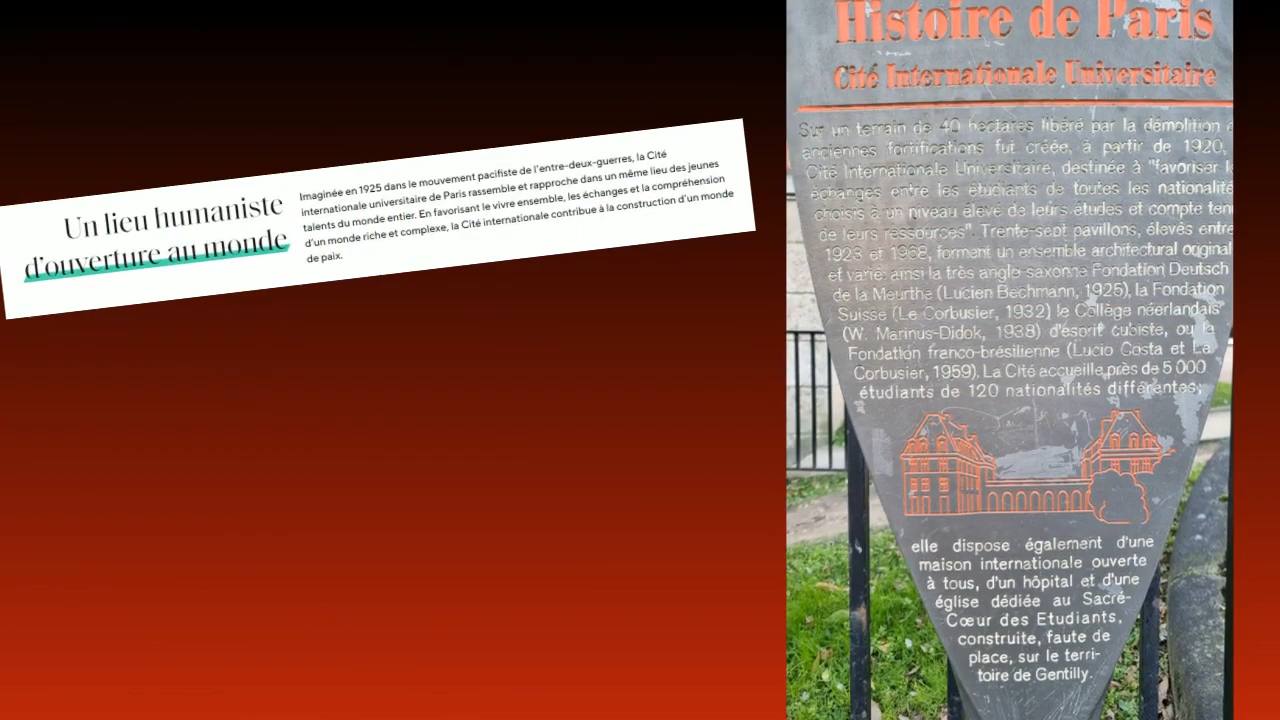 Un lieu humaniste
d'ouverture au monde
Imaginée en 1925 dans le mouvement pacifiste de l'entre-deux-guerres, la Cité
internationale universitaire de Paris rassemble et rapproche dans un même lieu des jeunes
talents du monde entier. En favorisant le vivre ensemble, les échanges et la compréhension
d'un monde riche et complexe, la Cité internationale contribue à la construction d'un monde
de paix.
Histoire de Paris
Cité Internationale Universitaire
Sur un terrain de 40 hectares libéré par la démolition
anciennes fortifications fut créée, à partir de 1920,
Cité Internationale Universitaire, destinée à "favoriser
échanges entre les étudiants de toutes les nationalité
choisis à un niveau élevé de leurs études et compte ten
de leurs ressources". Trente-sept pavillons, élevés entre
1923 et 1968, forment un ensemble architectural original
et varié: ainsi la très anglo-saxonne Fondation Deutsch
de la Meurthe (Lucien Bechmann, 1925), la Fondation
Suisse (Le Corbusier, 1932) le Collège néerlandais
(W. Marinus-Didok, 1938) d'esprit cubiste, ou la
Fondation franco-brésilienne (Lucio Costa et Le
Corbusier, 1959). La Cité accueille près de 5 000
étudiants de 120 nationalités différentes;
elle dispose également d'une
maison internationale ouverte
à tous, d'un hôpital et d'une
église dédiée au Sacré-
Cœur des Etudiants,
construite, faute de
place, sur le terri-
toire de Gentilly.